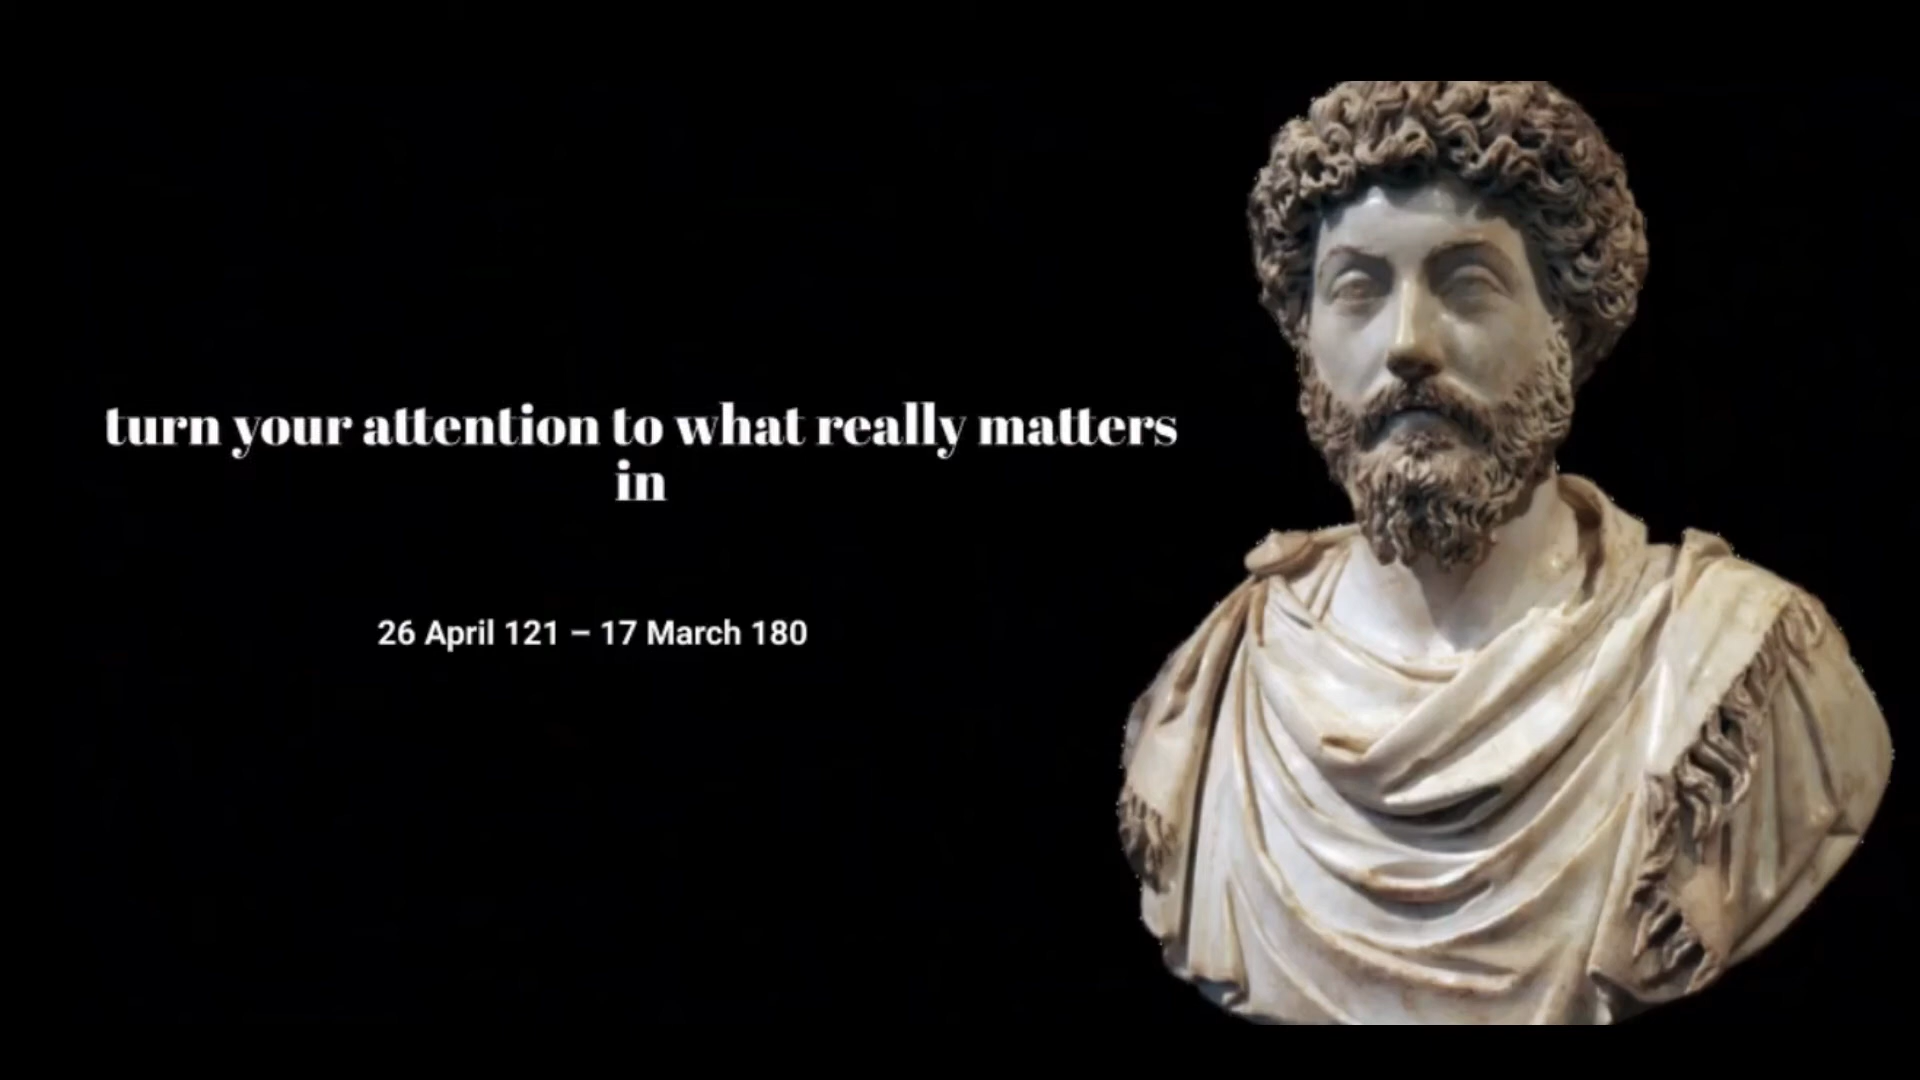 turn your attention to what really matters
in
26 April 121 – 17 March 180